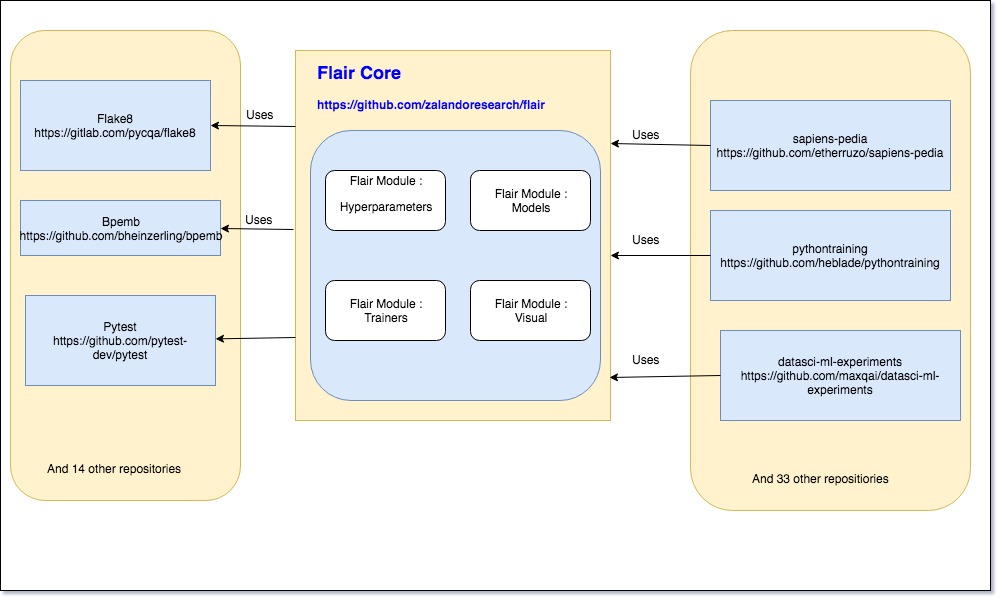 Flake8
https://gitlab.com/pycqa/flake8
Uses
Bpemb
https://github.com/bheinzerling/bpemb
Uses
Pytest
https://github.com/pytest-
dev/pytest
And 14 other repositories
Flair Core
https://github.com/zalandoresearch/flair
Flair Module :
Hyperparameters
Flair Module :
Models
Flair Module :
Trainers
Flair Module :
Visual
Uses
sapiens-pedia
https://github.com/etherruzo/sapiens-pedia
Uses
pythontraining
https://github.com/heblade/pythontraining
Uses
datasci-ml-experiments
https://github.com/maxqai/datasci-ml-
experiments
And 33 other repositiories